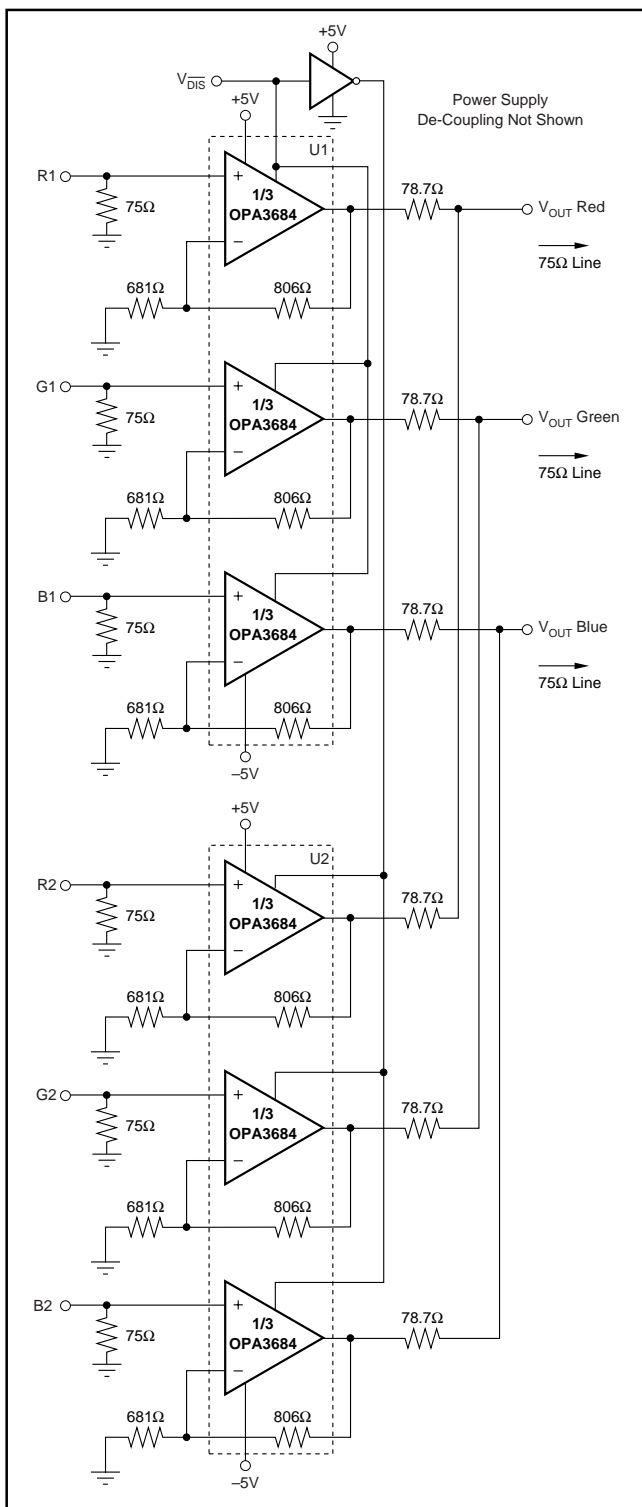 +5V
V DIS
Power Supply
De-Coupling Not Shown
+5V
U1
R1
+
1/3
OPA3684
–
75Ω
78.7Ω
VOUT Red
75Ω Line
681Ω
806Ω
G1
+
1/3
OPA3684
–
75Ω
78.7Ω
VOUT Green
75Ω Line
681Ω
806Ω
B1
+
1/3
OPA3684
–
75Ω
78.7Ω
VOUT Blue
75Ω Line
681Ω
806Ω
–5V
+5V
U2
R2
+
1/3
OPA3684
–
75Ω
78.7Ω
681Ω
806Ω
G2
+
1/3
OPA3684
–
75Ω
78.7Ω
681Ω
806Ω
B2
+
1/3
OPA3684
–
75Ω
78.7Ω
681Ω
806Ω
–5V